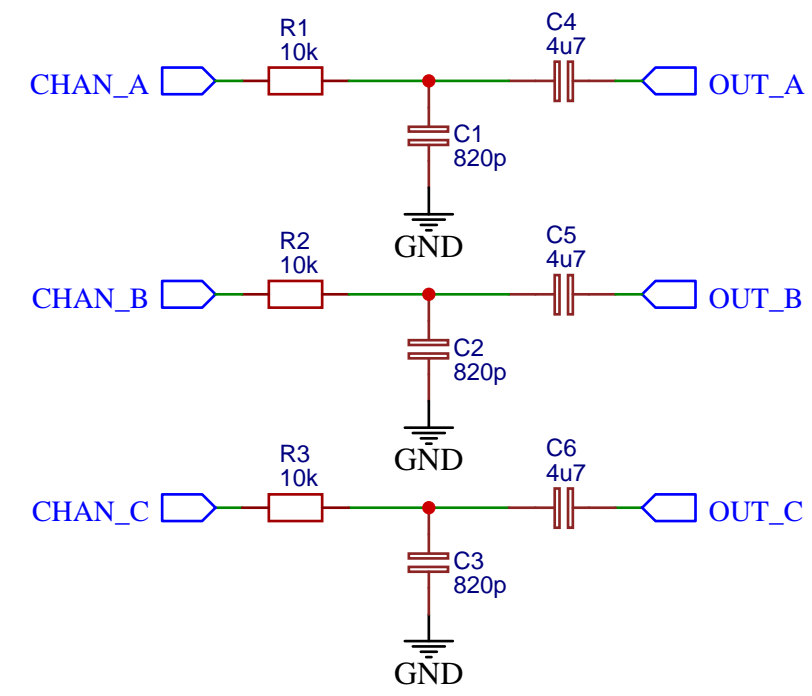 R1
10k
C4
4u7
CHAN_A
OUT_A
C1
820p
GND
R2
10k
C5
4u7
CHAN_B
OUT_B
C2
820p
GND
R3
10k
C6
4u7
CHAN_C
OUT_C
C3
820p
GND